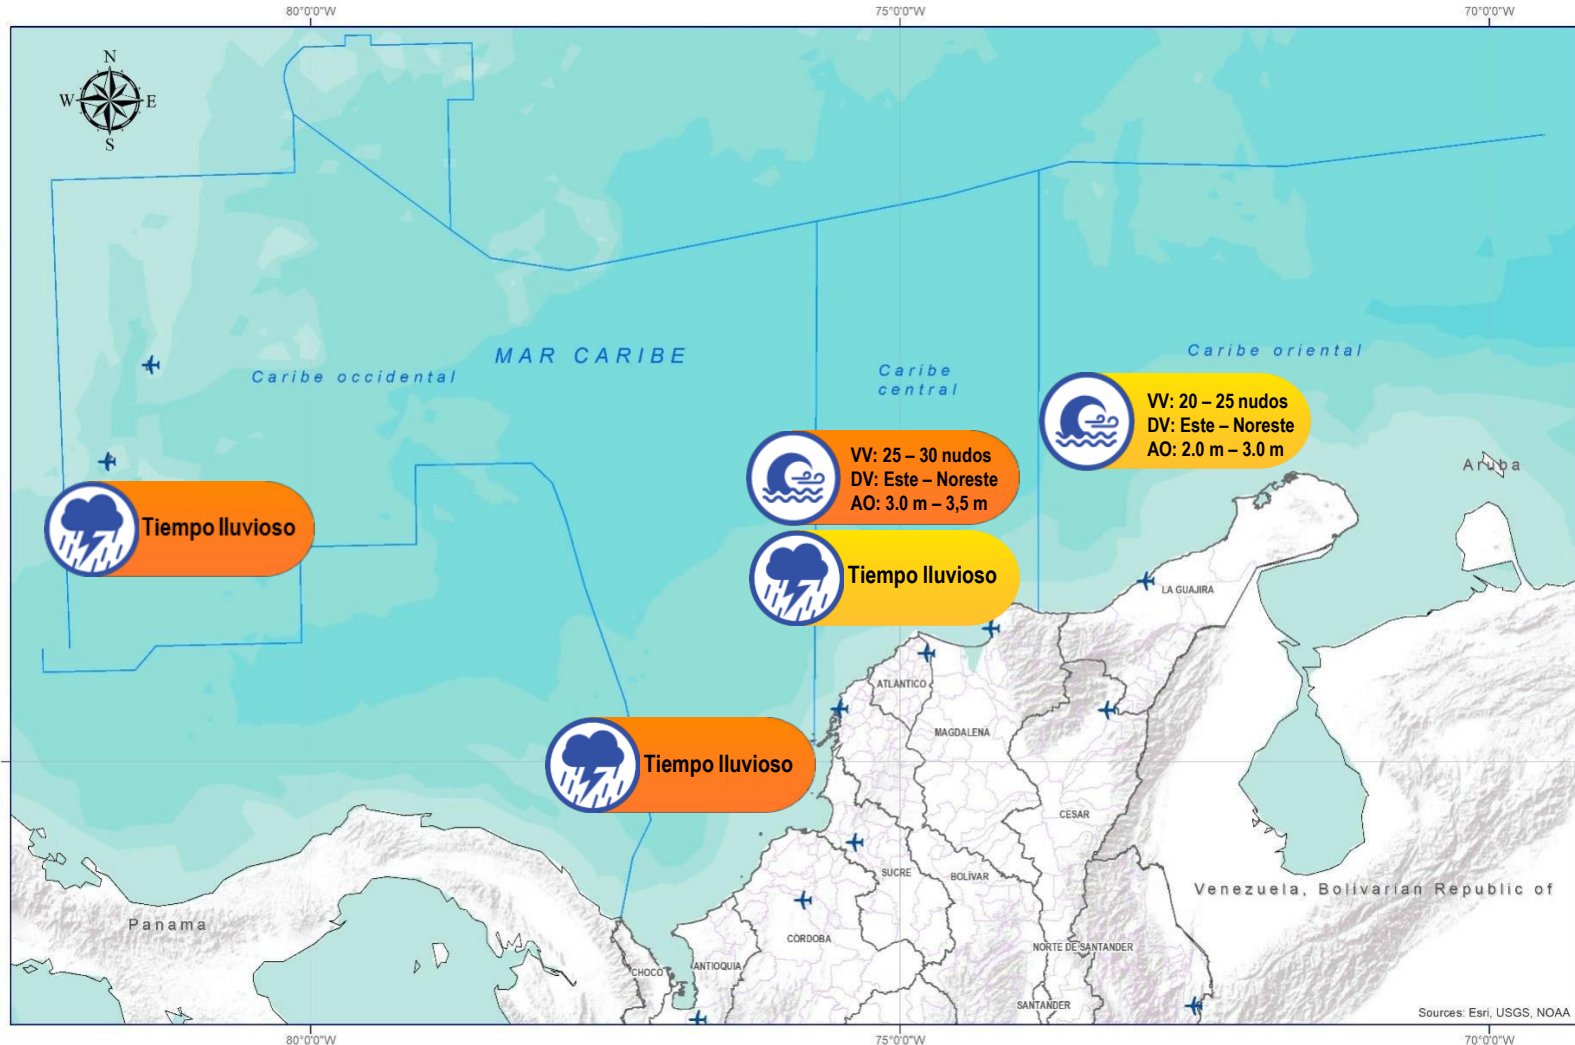 80°0'0"W
75°0'0"W
70°0'0"W
N
W
E
S
MAR CARIBE
Caribe occidental
Caribe
central
Caribe oriental
VV: 20 – 25 nudos
DV: Este – Noreste
AO: 2.0 m – 3.0 m
VV: 25 – 30 nudos
DV: Este – Noreste
AO: 3.0 m – 3,5 m
Aruba
Tiempo lluvioso
Tiempo lluvioso
LA GUAJIRA
ATLÁNTICO
MAGDALENA
Tiempo lluvioso
CESAR
SUCRE
BOLÍVAR
Venezuela, Bolivarian Republic of
Panama
CÓRDOBA
NORTE DE SANTANDER
CHOCO
ANTIOQUIA
SANTANDER
Sources: Esri, USGS, NOAA
80°0'0"W
75°0'0"W
70°0'0"W